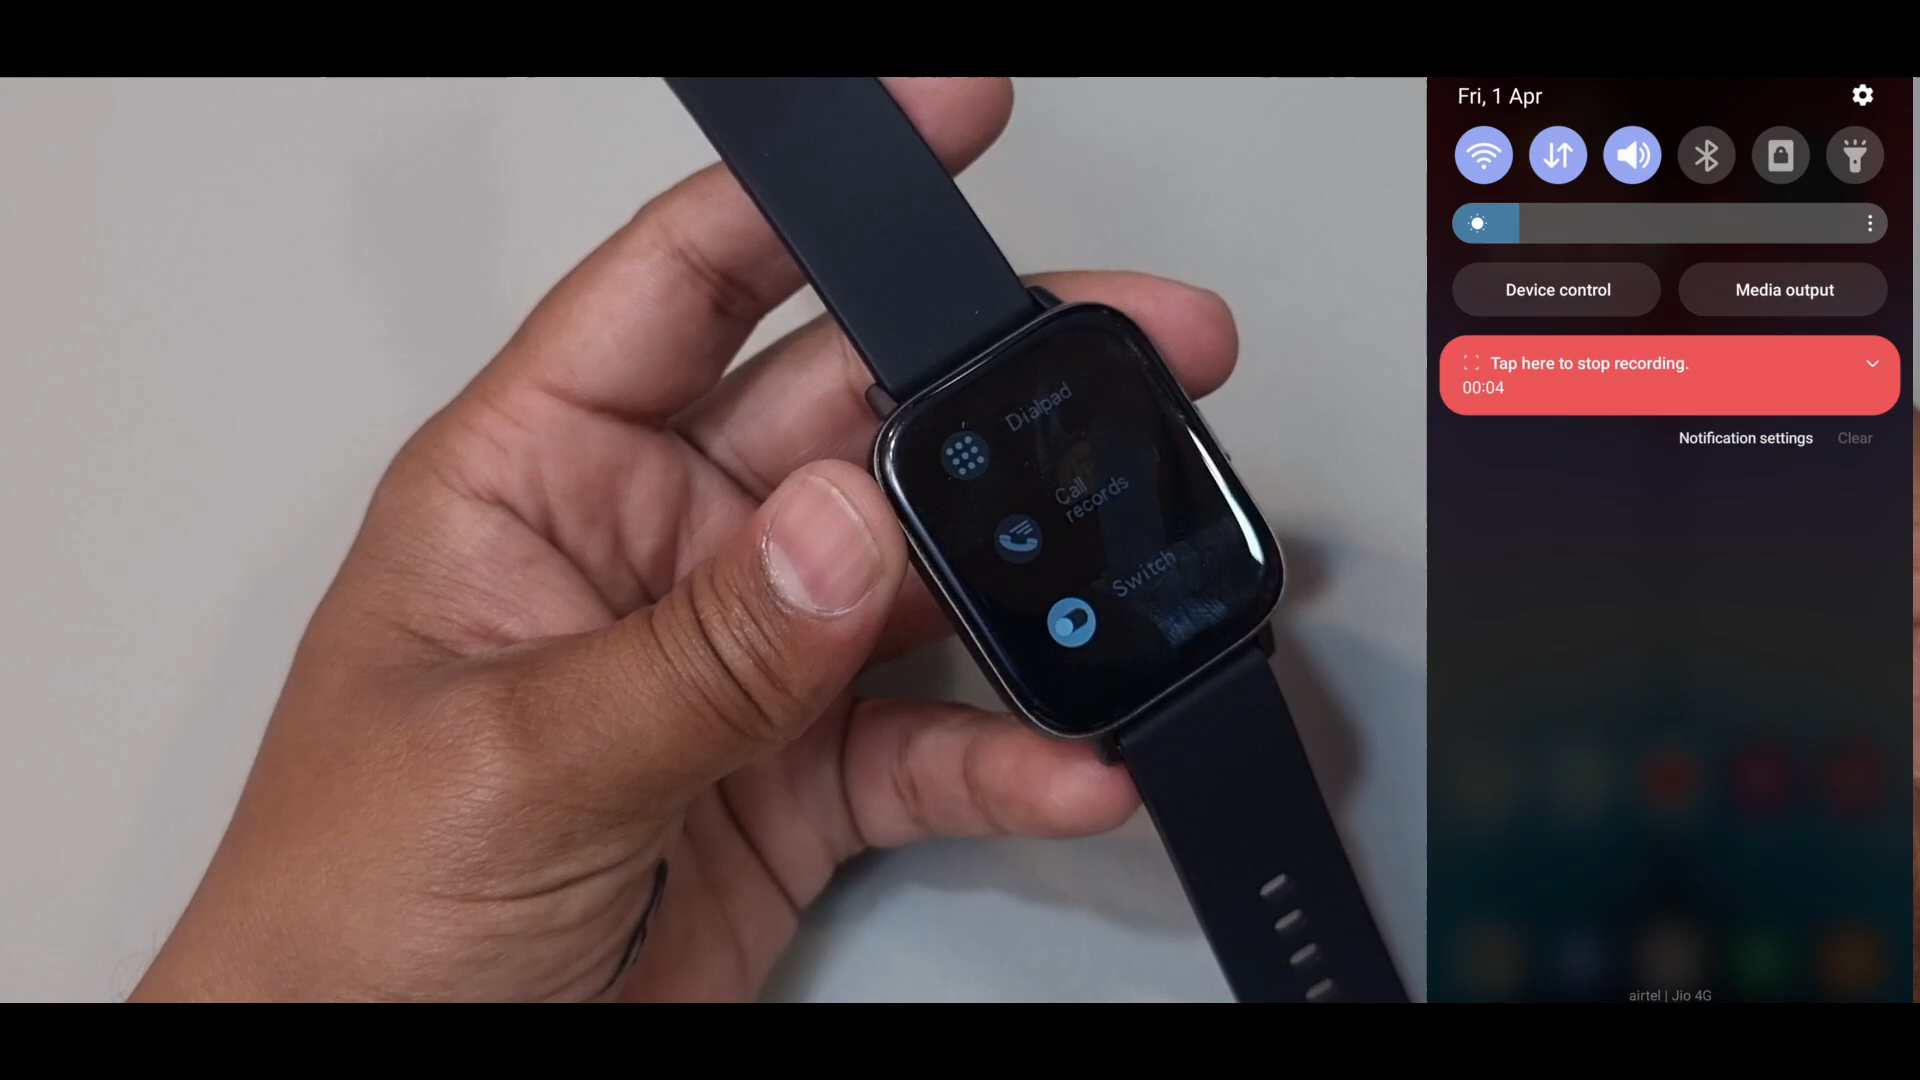 Dialpad
Call
records
Switch
Fri, 1 Apr
Device control
Media output
Tap here to stop recording.
00:04
Notification settings
Clear
airtel | Jio 4G